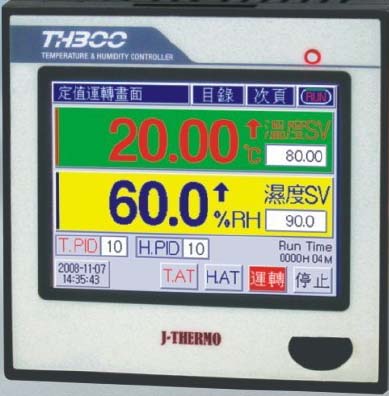 TH300
TEMPERATURE & HUMIDITY CONTROLLER
定值運轉畫面 目錄 次頁 RUN
20.00 ↑ °C 溫度SV 80.00
60.0 ↑ %RH 濕度SV 90.0
T.PID 10 H.PID 10 Run Time
0000H 04M
2008-11-07
14:35:43
T.AT H.AT 運轉 停止
J-THERMO